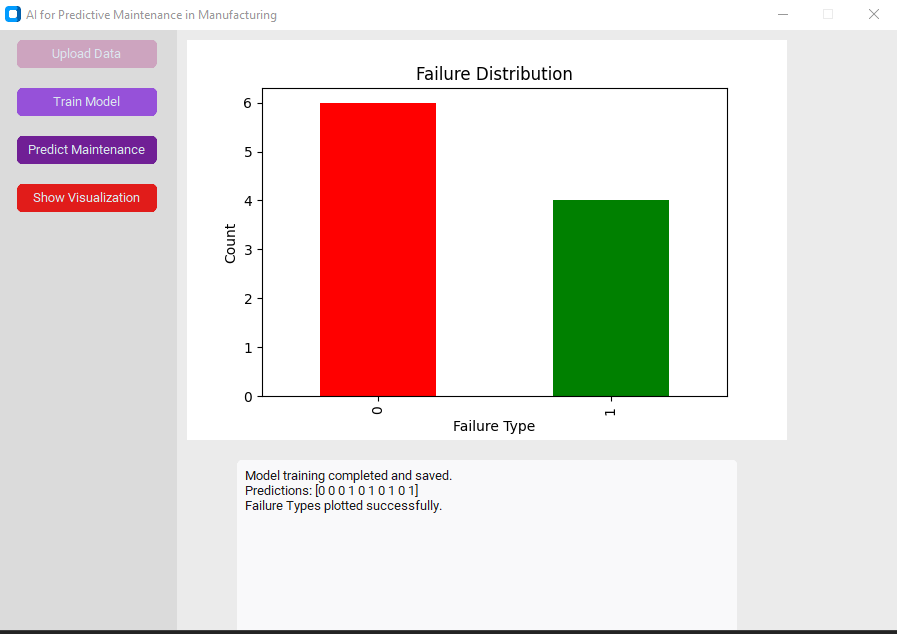 AI for Predictive Maintenance in Manufacturing
Upload Data
Train Model
Predict Maintenance
Show Visualization
Failure Distribution
6
5
4
3
2
1
0
Count
0
1
Failure Type
Model training completed and saved.
Predictions: [0 0 0 1 0 1 0 1 0 1]
Failure Types plotted successfully.